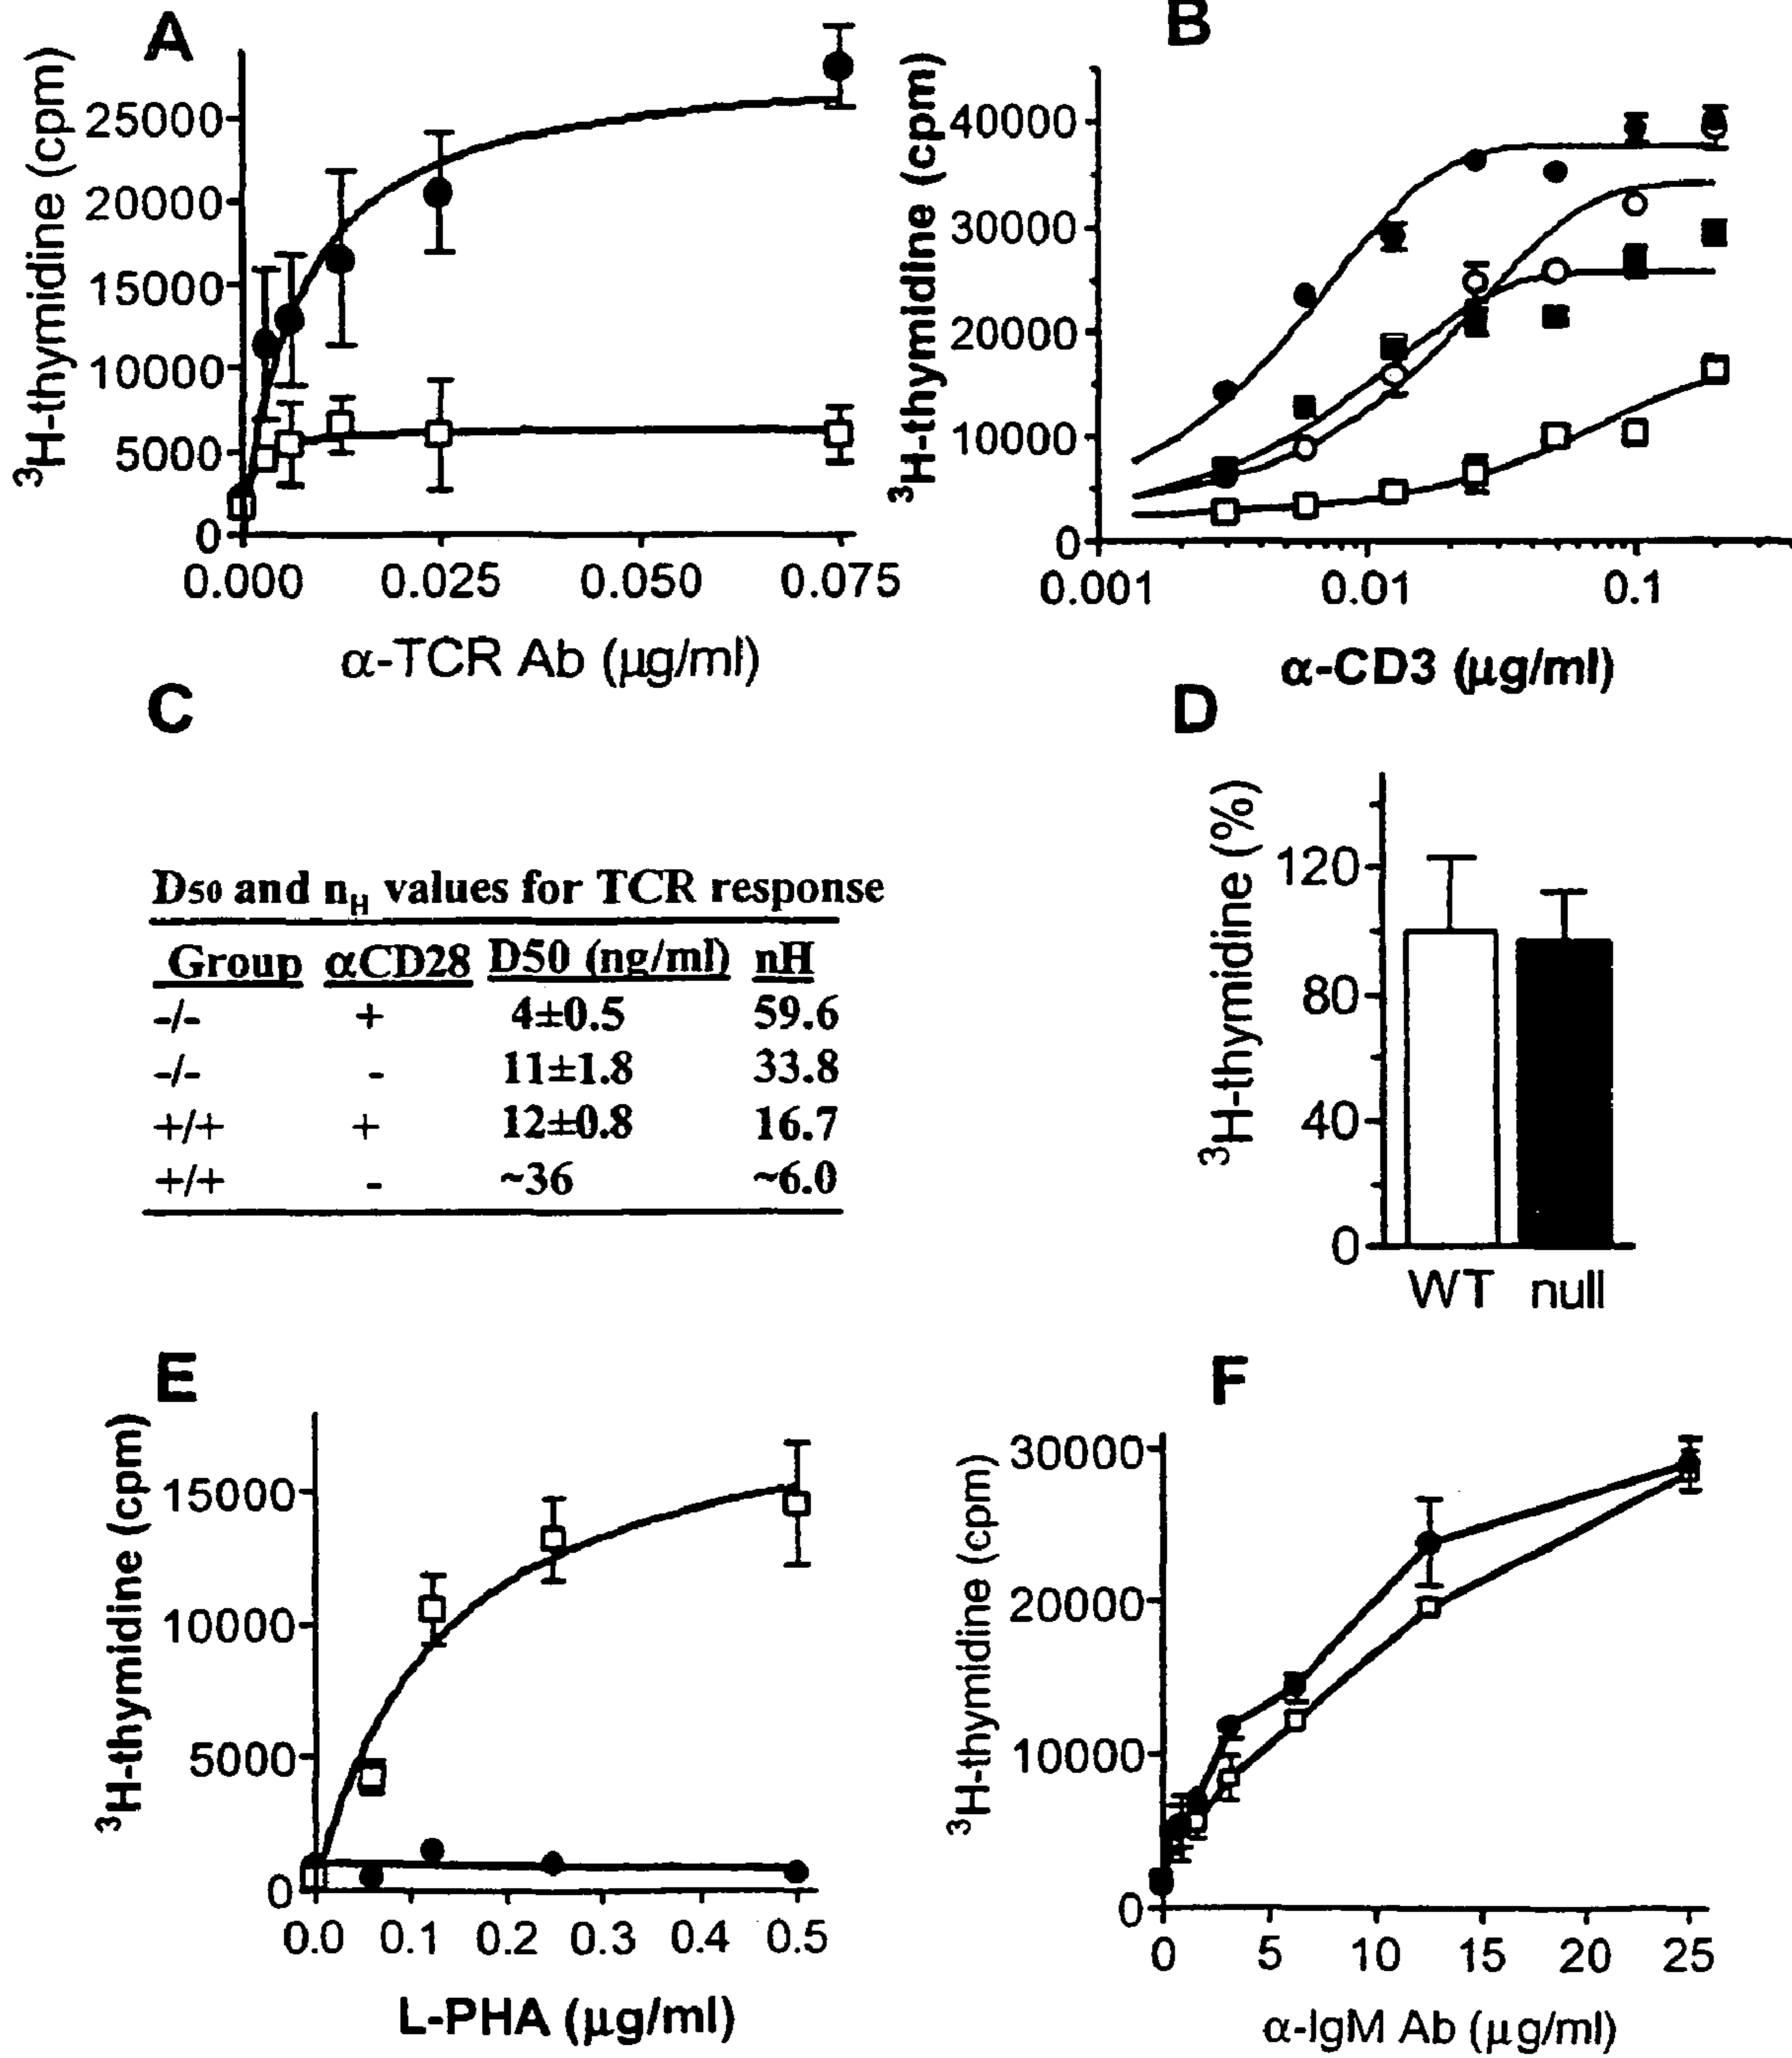 A
³H-thymidine (cpm)
25000
20000
15000
10000
5000
0
0.000 0.025 0.050 0.075
α-TCR Ab (µg/ml)
B
³H-thymidine (cpm)
40000
30000
20000
10000
0
0.001 0.01 0.1
α-CD3 (µg/ml)
C
D50 and nH values for TCR response
Group αCD28 D50 (ng/ml) nH
-/- + 4±0.5 59.6
-/- - 11±1.8 33.8
+/+ + 12±0.8 16.7
+/+ - ~36 ~6.0
D
³H-thymidine (%)
120
80
40
0
WT null
E
³H-thymidine (cpm)
15000
10000
5000
0
0.0 0.1 0.2 0.3 0.4 0.5
L-PHA (µg/ml)
F
³H-thymidine (cpm)
30000
20000
10000
0
0 5 10 15 20 25
α-IgM Ab (µg/ml)